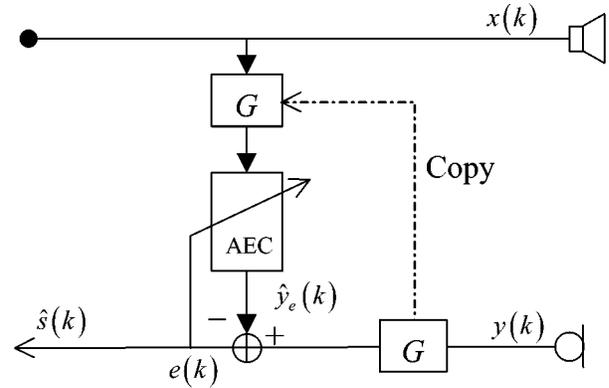 x(k)
G
Copy
AEC
ŷₑ(k)
ŝ(k)
−
+
y(k)
e(k)
G